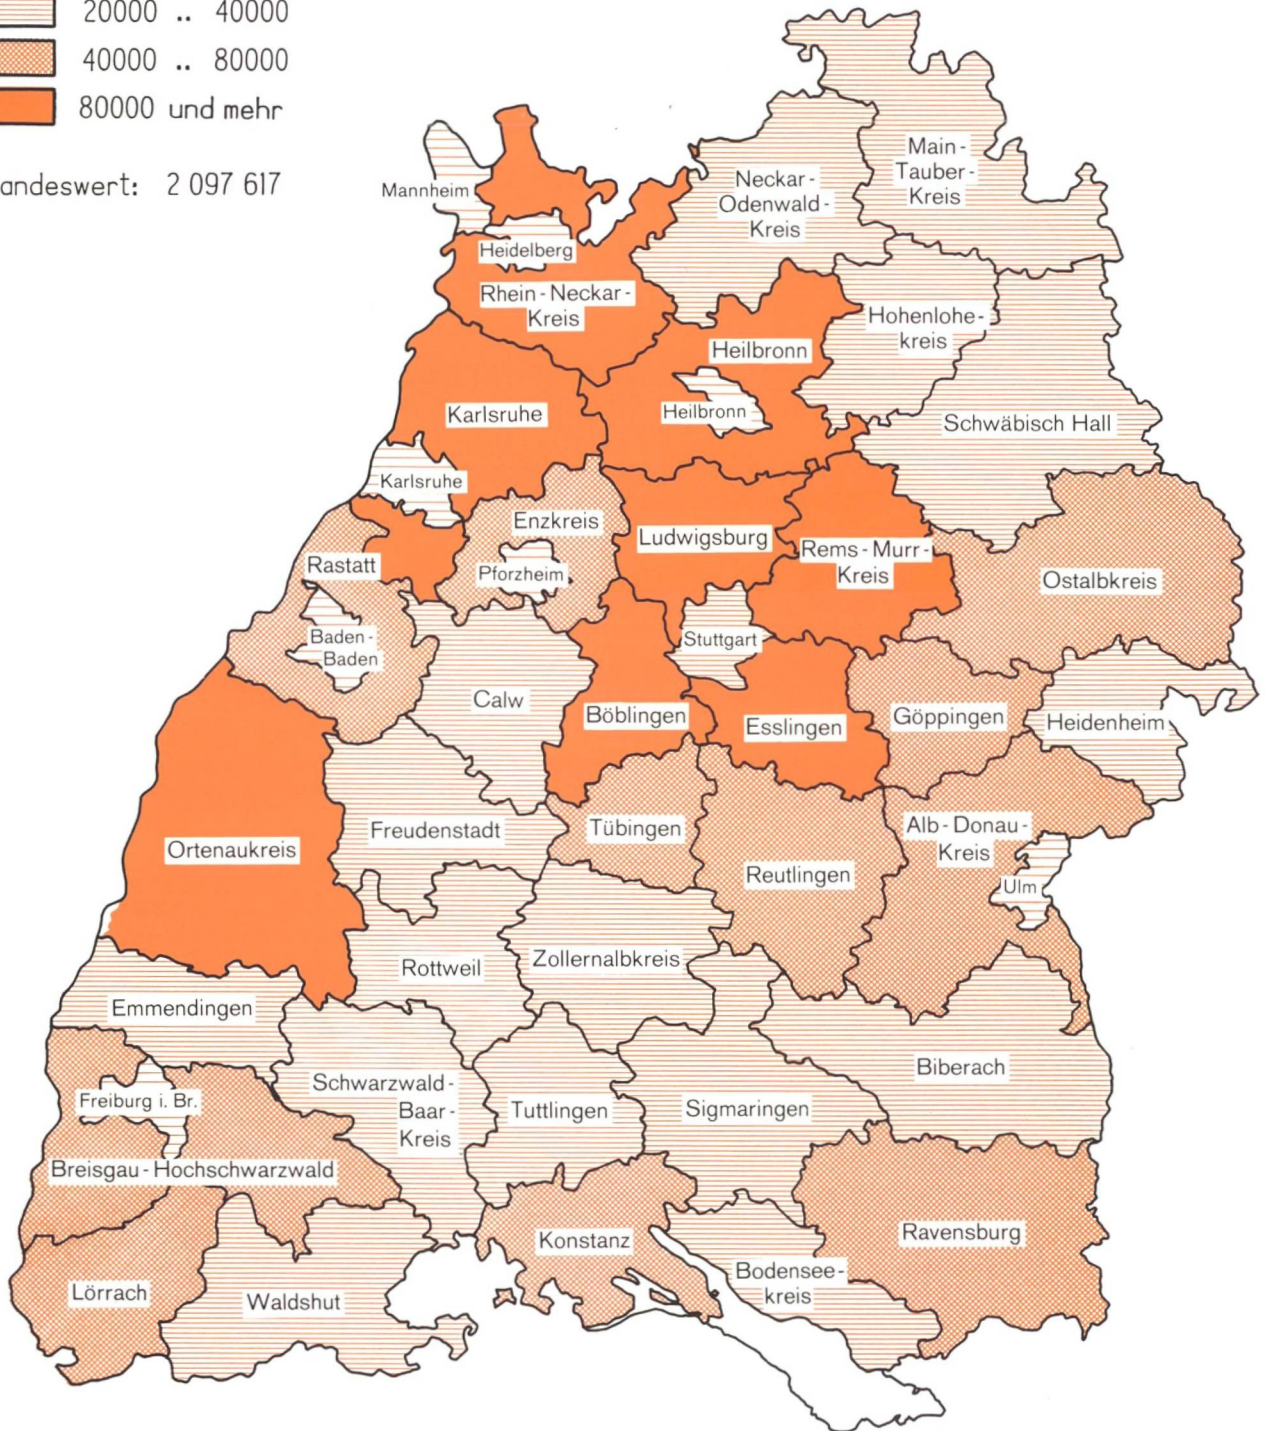 20000 .. 40000
40000 .. 80000
80000 und mehr
andeswert: 2 097 617
Main-
Tauber-
Kreis
Mannheim
Neckar-
Odenwald-
Kreis
Heidelberg
Rhein-Neckar-
Kreis
Hohenlohe-
kreis
Heilbronn
Heilbronn
Karlsruhe
Schwäbisch Hall
Karlsruhe
Enzkreis
Ludwigsburg
Rems-Murr-
Kreis
Rastatt
Pforzheim
Ostalbkreis
Baden-
Baden
Stuttgart
Calw
Böblingen
Esslingen
Göppingen
Heidenheim
Freudenstadt
Tübingen
Alb-Donau-
Kreis
Ortenaukreis
Reutlingen
Ulm
Rottweil
Zollernalbkreis
Emmendingen
Biberach
Schwarzwald-
Baar-
Kreis
Freiburg i. Br.
Tuttlingen
Sigmaringen
Breisgau-Hochschwarzwald
Konstanz
Ravensburg
Lörrach
Waldshut
Bodensee-
kreis